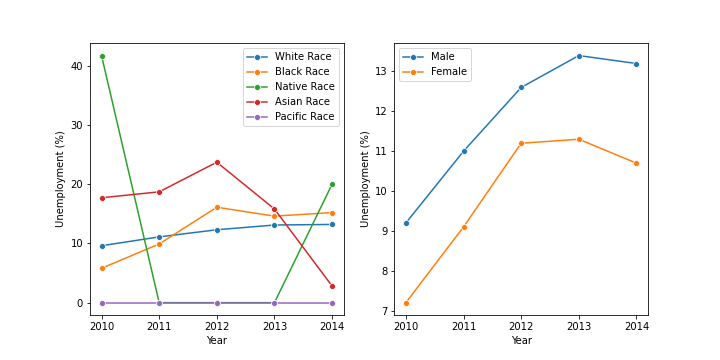 White Race
Black Race
Native Race
Asian Race
Pacific Race
Unemployment (%)
40
30
20
10
0
2010 2011 2012 2013 2014
Year
Male
Female
Unemployment (%)
13
12
11
10
9
8
7
2010 2011 2012 2013 2014
Year